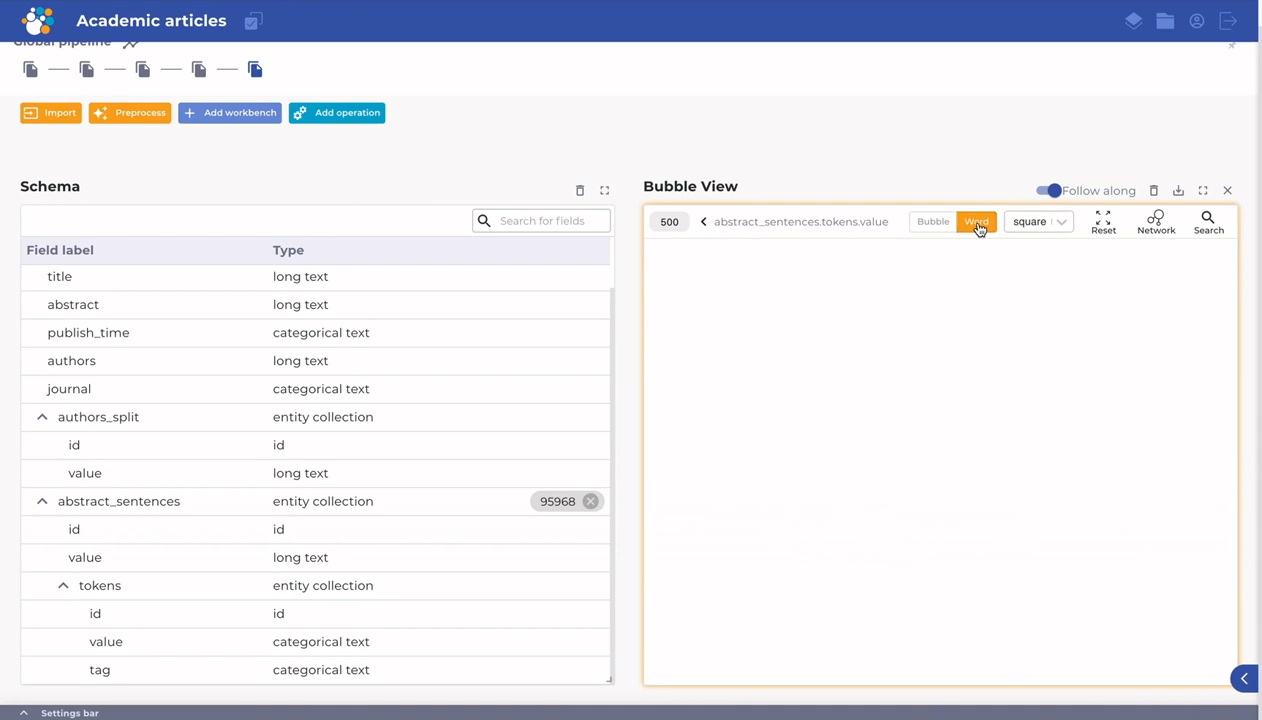 Academic articles
Global pipeline
Import
Preprocess
Add workbench
Add operation
Schema
Search for fields
Field label Type
title long text
abstract long text
publish_time categorical text
authors long text
journal categorical text
authors_split entity collection
id id
value long text
abstract_sentences entity collection 95968
id id
value long text
tokens entity collection
id id
value categorical text
tag categorical text
Bubble View
Follow along
500 abstract_sentences.tokens.value
Bubble Word
square
Reset
Network
Search
Settings bar